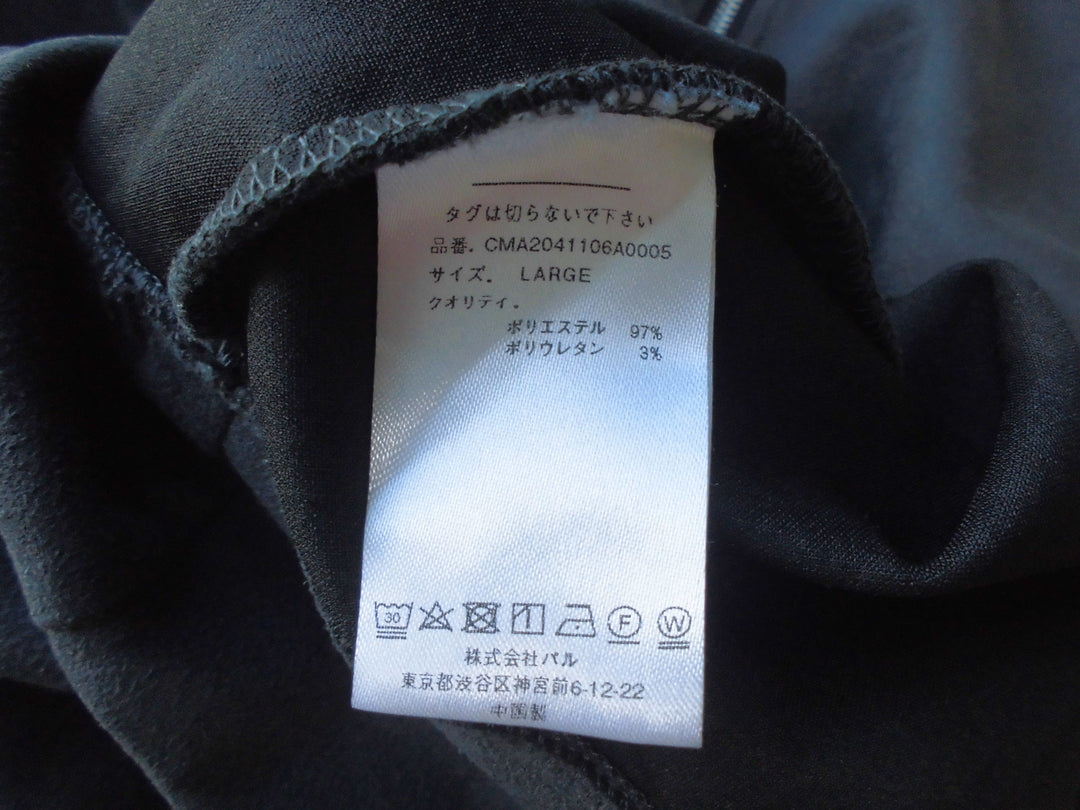 タグは切らないで下さい
品番. CMA2041106A0005
サイズ. LARGE
クオリティ.
ポリエステル 97%
ポリウレタン 3%
30 F W
株式会社パル
東京都渋谷区神宮前6-12-22
中国製